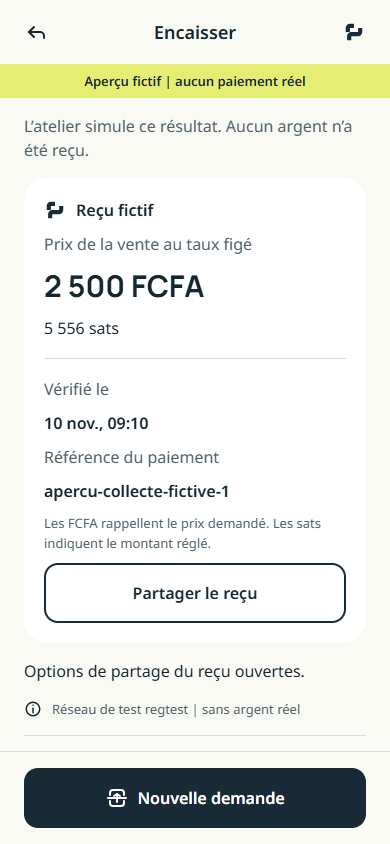 Encaisser
Aperçu fictif | aucun paiement réel
L’atelier simule ce résultat. Aucun argent n’a
été reçu.
Reçu fictif
Prix de la vente au taux figé
2 500 FCFA
5 556 sats
Vérifié le
10 nov., 09:10
Référence du paiement
apercu-collecte-fictive-1
Les FCFA rappellent le prix demandé. Les sats
indiquent le montant réglé.
Partager le reçu
Options de partage du reçu ouvertes.
Réseau de test regtest | sans argent réel
Nouvelle demande